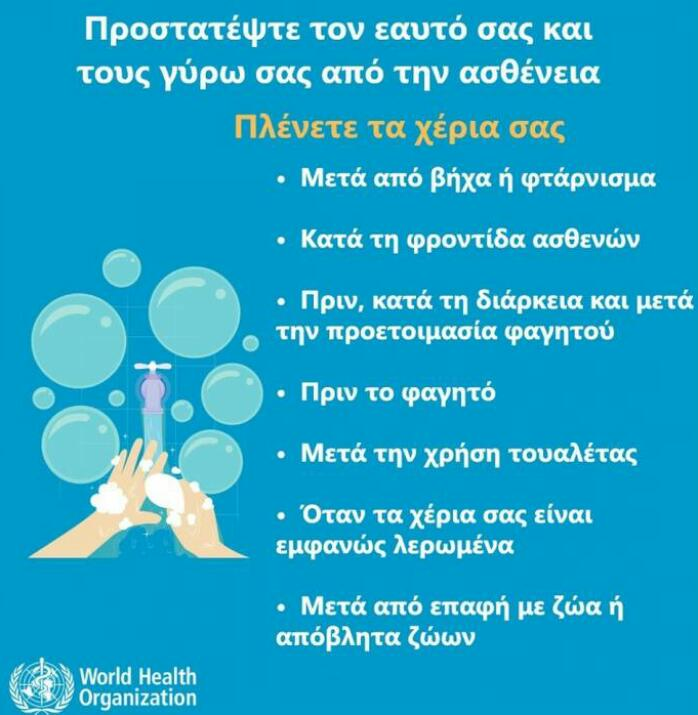 Προστατέψτε τον εαυτό σας και
τους γύρω σας από την ασθένεια
Πλένετε τα χέρια σας
• Μετά από βήχα ή φτάρνισμα
• Κατά τη φροντίδα ασθενών
• Πριν, κατά τη διάρκεια και μετά
την προετοιμασία φαγητού
• Πριν το φαγητό
• Μετά την χρήση τουαλέτας
• Όταν τα χέρια σας είναι
εμφανώς λερωμένα
• Μετά από επαφή με ζώα ή
απόβλητα ζώων
World Health
Organization